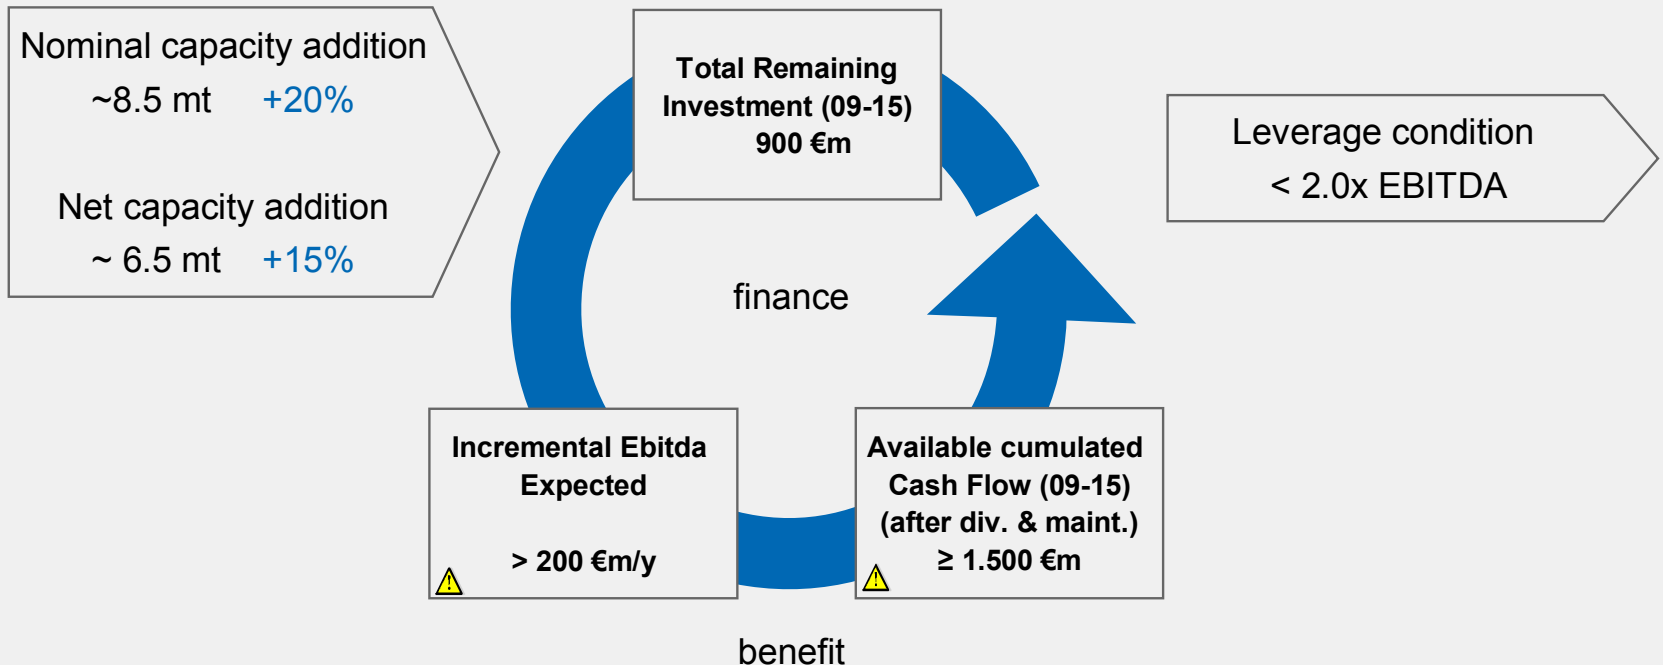 Nominal capacity addition
~8.5 mt +20%
Net capacity addition
~ 6.5 mt +15%
Total Remaining
Investment (09-15)
900 €m
Leverage condition
< 2.0x EBITDA
finance
Incremental Ebitda
Expected
> 200 €m/y
Available cumulated
Cash Flow (09-15)
(after div. & maint.)
≥ 1.500 €m
benefit